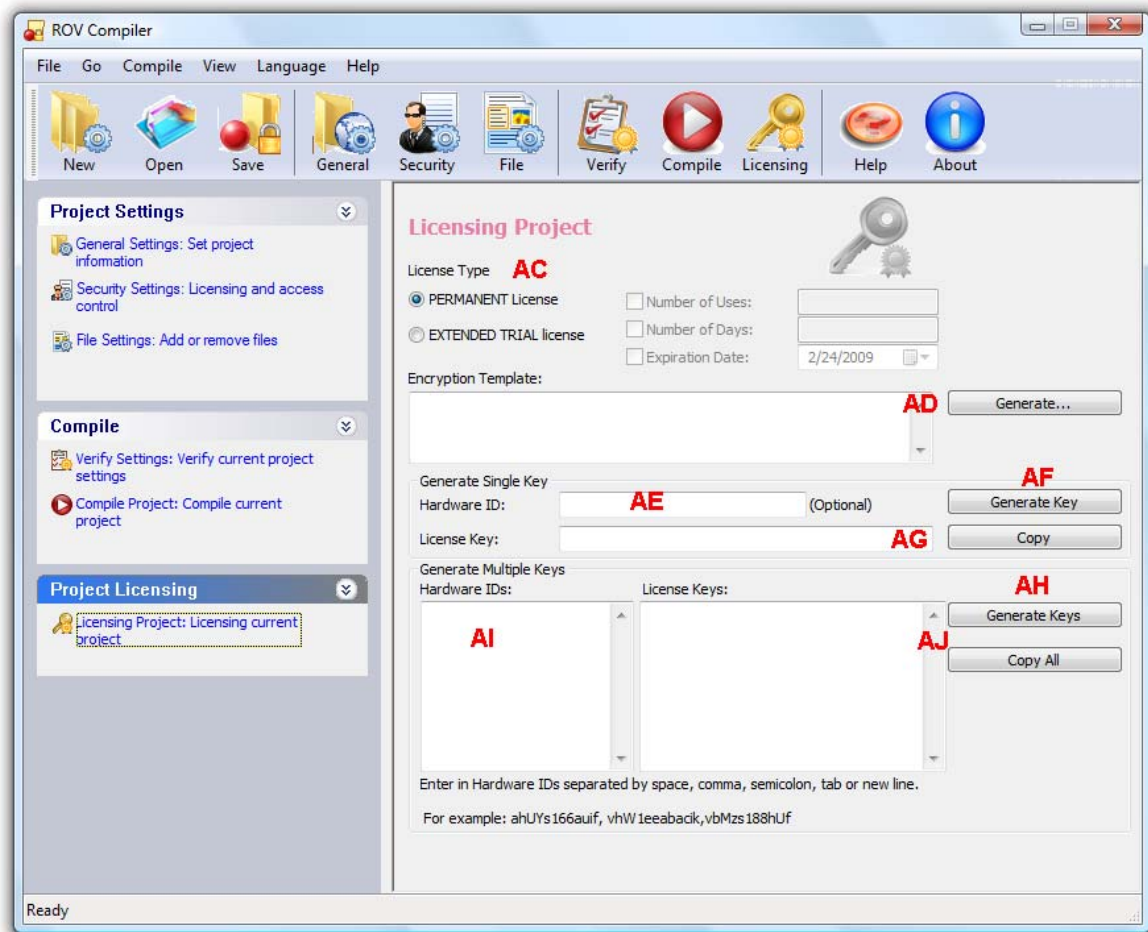 ROV Compiler
File Go Compile View Language Help
New Open Save General Security File Verify Compile Licensing Help About
Project Settings
General Settings: Set project
information
Security Settings: Licensing and access
control
File Settings: Add or remove files
Compile
Verify Settings: Verify current project
settings
Compile Project: Compile current
project
Project Licensing
Licensing Project: Licensing current
project
Licensing Project
License Type AC
PERMANENT License
Number of Uses:
EXTENDED TRIAL license
Number of Days:
Expiration Date: 2/24/2009
Encryption Template:
AD Generate...
Generate Single Key
AF
Hardware ID: AE (Optional) Generate Key
License Key: AG Copy
Generate Multiple Keys
Hardware IDs: License Keys: AH
Generate Keys
AI AJ
Copy All
Enter in Hardware IDs separated by space, comma, semicolon, tab or new line.
For example: ahUYs166auif, vhW1eeabacik,vbMzs188hUf
Ready